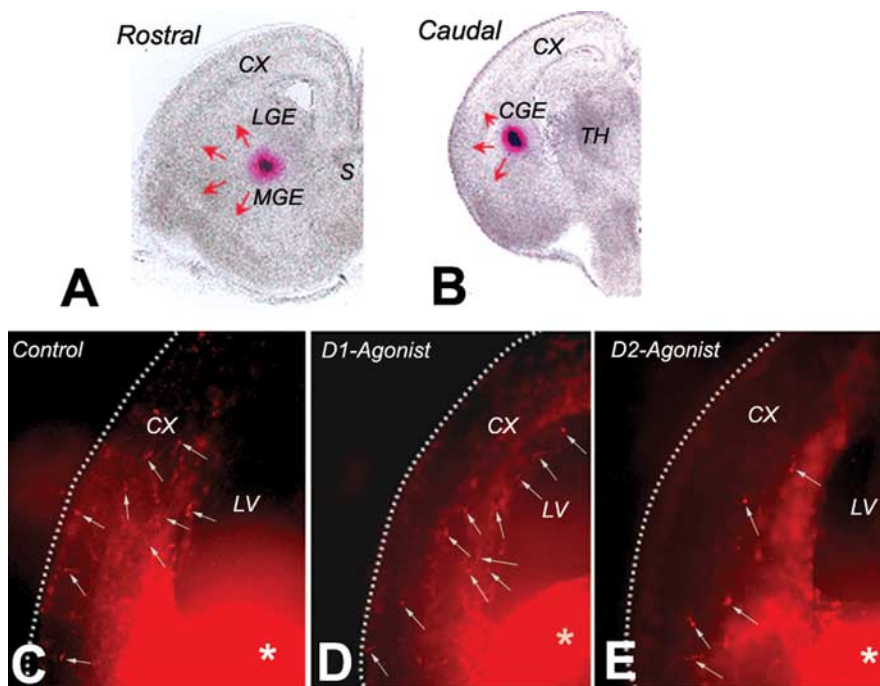 Rostral
CX
LGE
MGE
S
A
Caudal
CX
CGE
TH
B
Control
CX
LV
*
C
D1-Agonist
CX
LV
*
D
D2-Agonist
CX
LV
*
E